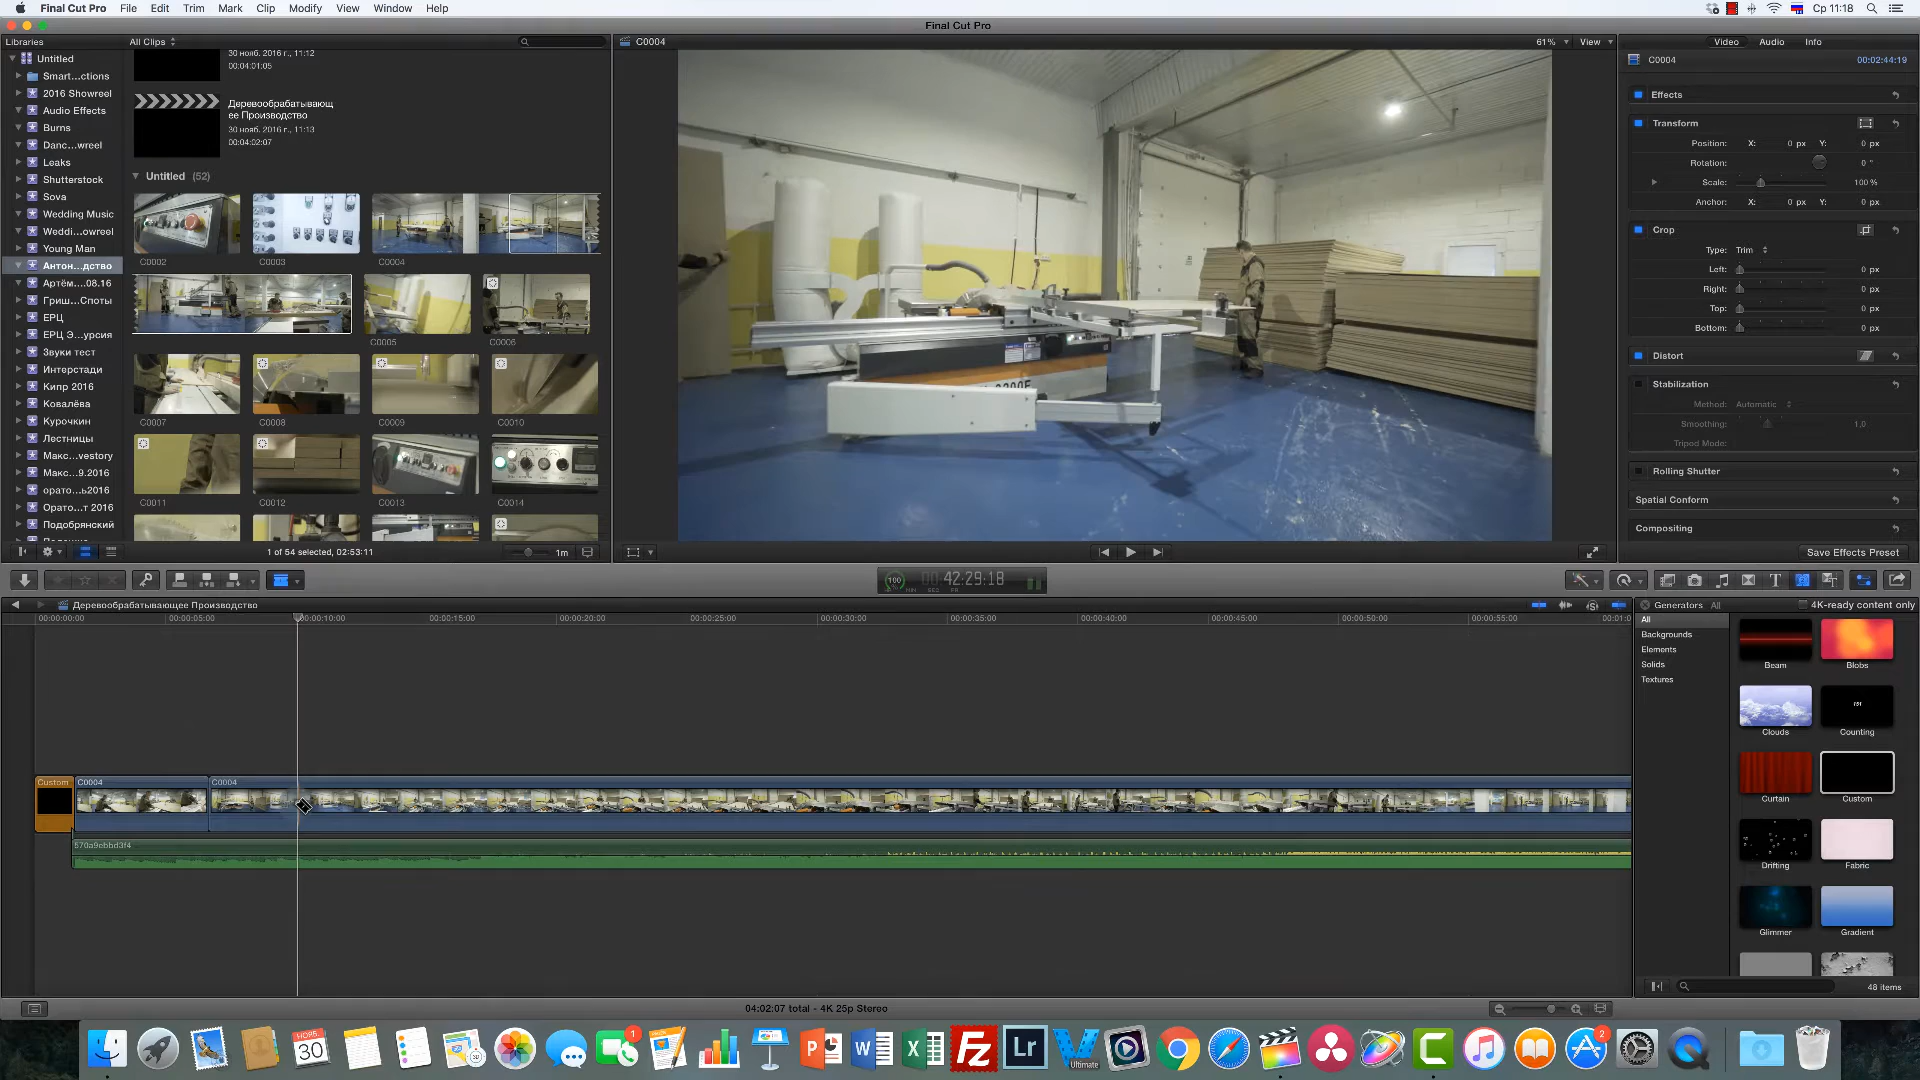 Final Cut Pro File Edit Trim Mark Clip Modify View Window Help
Ср 11:18
Final Cut Pro
Libraries
All Clips
C0004
61%
View
Video
Audio
Info
Untitled
Smart...ctions
2016 Showreel
Audio Effects
Burns
Danc...wreel
Leaks
Shutterstock
Sova
Wedding Music
Weddi...owreel
Young Man
Антон...дство
Артём....08.16
Гриш...Споты
ЕРЦ
ЕРЦ Э...урсия
Звуки тест
Интерстади
Кипр 2016
Ковалёва
Курочкин
Лестницы
Макс...vestory
Макс...9.2016
орато...ь2016
Орато...т 2016
Подобрянский
30 нояб. 2016 г., 11:12
00:04:01:05
Деревообрабатывающ
ее Производство
30 нояб. 2016 г., 11:13
00:04:02:07
Untitled (52)
C0002
C0003
C0004
C0005
C0006
C0007
C0008
C0009
C0010
C0011
C0012
C0013
C0014
1 of 54 selected, 02:53:11
1m
C0004
00:02:44:19
Effects
Transform
Position: X: 0 px Y: 0 px
Rotation: 0 °
Scale: 100 %
Anchor: X: 0 px Y: 0 px
Crop
Type: Trim
Left: 0 px
Right: 0 px
Top: 0 px
Bottom: 0 px
Distort
Stabilization
Method: Automatic
Smoothing: 1,0
Tripod Mode:
Rolling Shutter
Spatial Conform
Compositing
Save Effects Preset
100
00:42:29:18
HR MIN SEC FR
Деревообрабатывающее Производство
00:00:00:00
00:00:05:00
00:00:10:00
00:00:15:00
00:00:20:00
00:00:25:00
00:00:30:00
00:00:35:00
00:00:40:00
00:00:45:00
00:00:50:00
00:00:55:00
00:01:0
Custom
C0004
C0004
570a9ebbd3f4
Generators
All
4K-ready content only
All
Backgrounds
Elements
Solids
Textures
Beam
Blobs
Clouds
Counting
Curtain
Custom
Drifting
Fabric
Glimmer
Gradient
48 items
04:02:07 total - 4K 25p Stereo
НОЯБ.
30
1
Lr
Ultimate
2